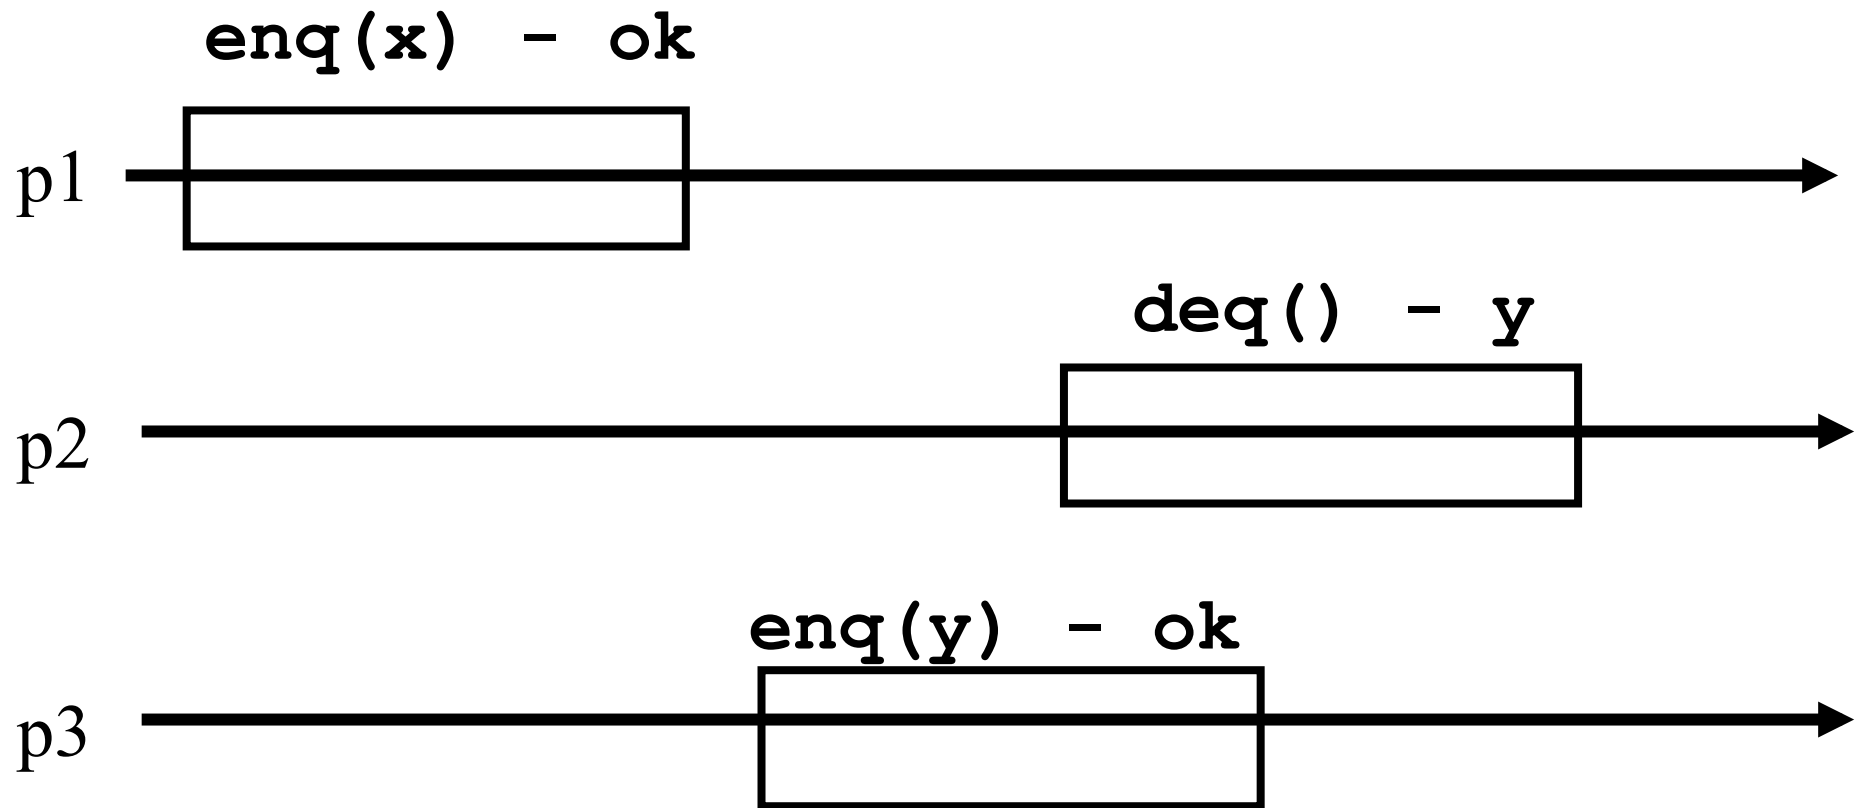 enq(x) - ok
p1
deq() - y
p2
enq(y) - ok
p3